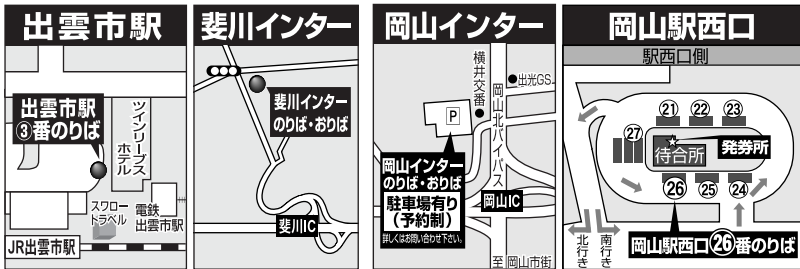 出雲市駅
出雲市駅
③番のりば
ツインリーブス
ホテル
スワロー
トラベル
電鉄
出雲市駅
JR出雲市駅
斐川インター
斐川インター
のりば・おりば
斐川IC
岡山インター
横井交番
出光GS.
岡山北バイパス
P
岡山インター
のりば・おりば
駐車場有り
(予約制)
詳しくはお問い合わせ下さい。
岡山IC
至岡山市街
岡山駅西口
駅西口側
㉑
㉒
㉓
㉗
待合所
発券所
㉖
㉕
㉔
北行き
南行き
岡山駅西口㉖番のりば